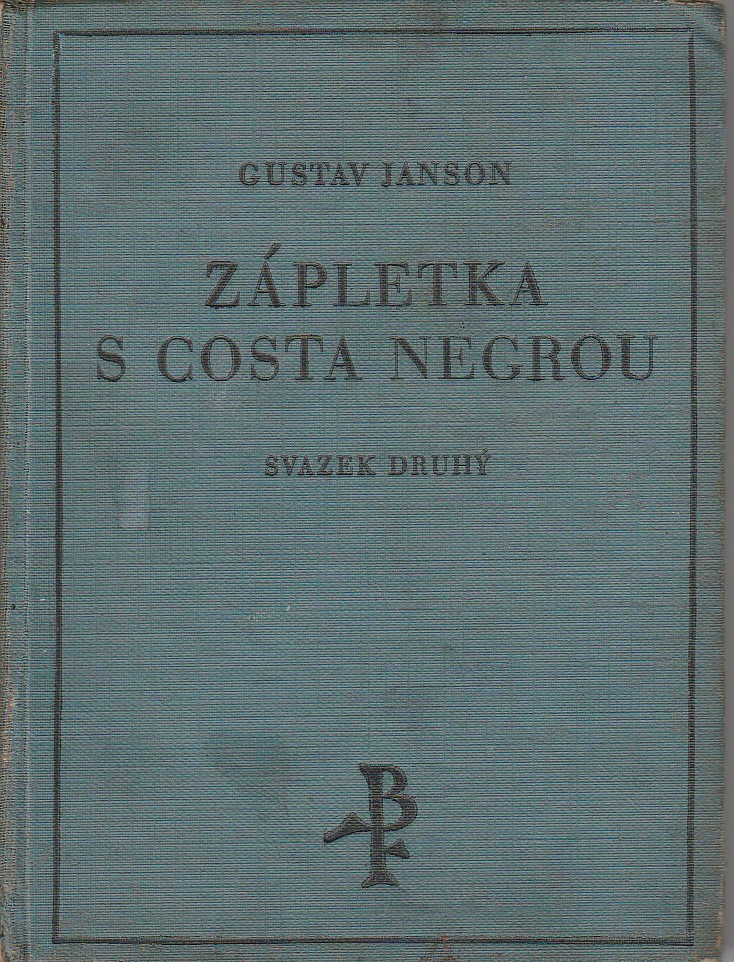 GUSTAV JANSON
ZÁPLETKA
S COSTA NEGROU
SVAZEK DRUHÝ